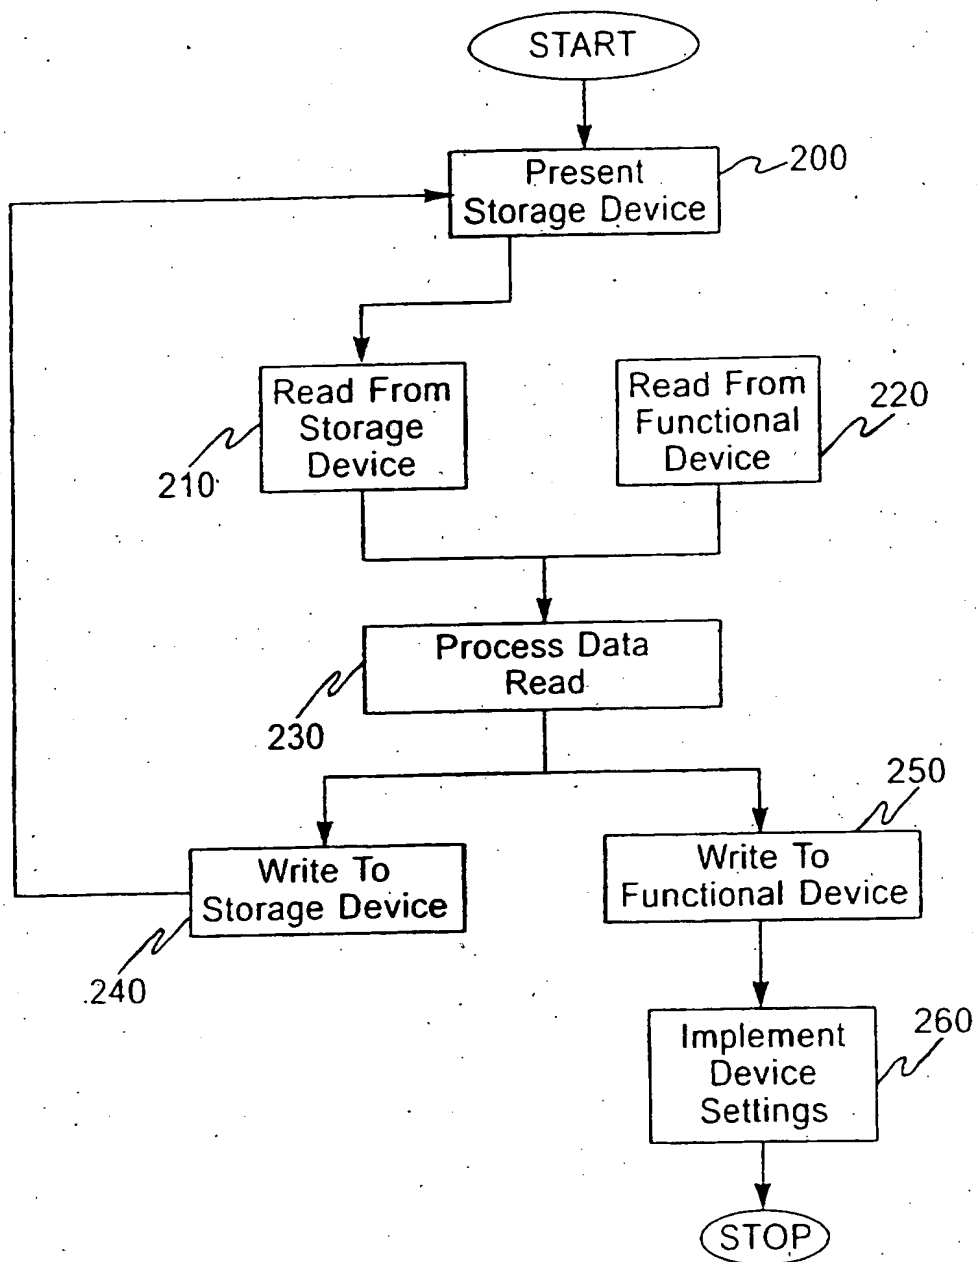 START
Present
Storage Device
200
Read From
Storage
Device
210
Read From
Functional
Device
220
Process Data
Read
230
Write To
Storage Device
240
Write To
Functional Device
250
Implement
Device
Settings
260
STOP